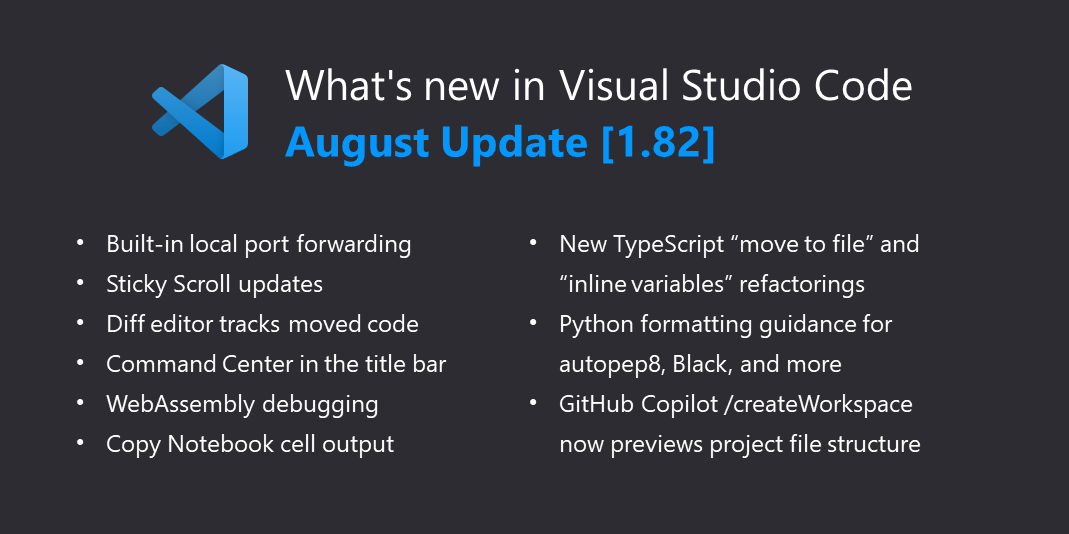 What's new in Visual Studio Code
August Update [1.82]
• Built-in local port forwarding
• Sticky Scroll updates
• Diff editor tracks moved code
• Command Center in the title bar
• WebAssembly debugging
• Copy Notebook cell output
• New TypeScript “move to file” and
“inline variables” refactorings
• Python formatting guidance for
autopep8, Black, and more
• GitHub Copilot /createWorkspace
now previews project file structure